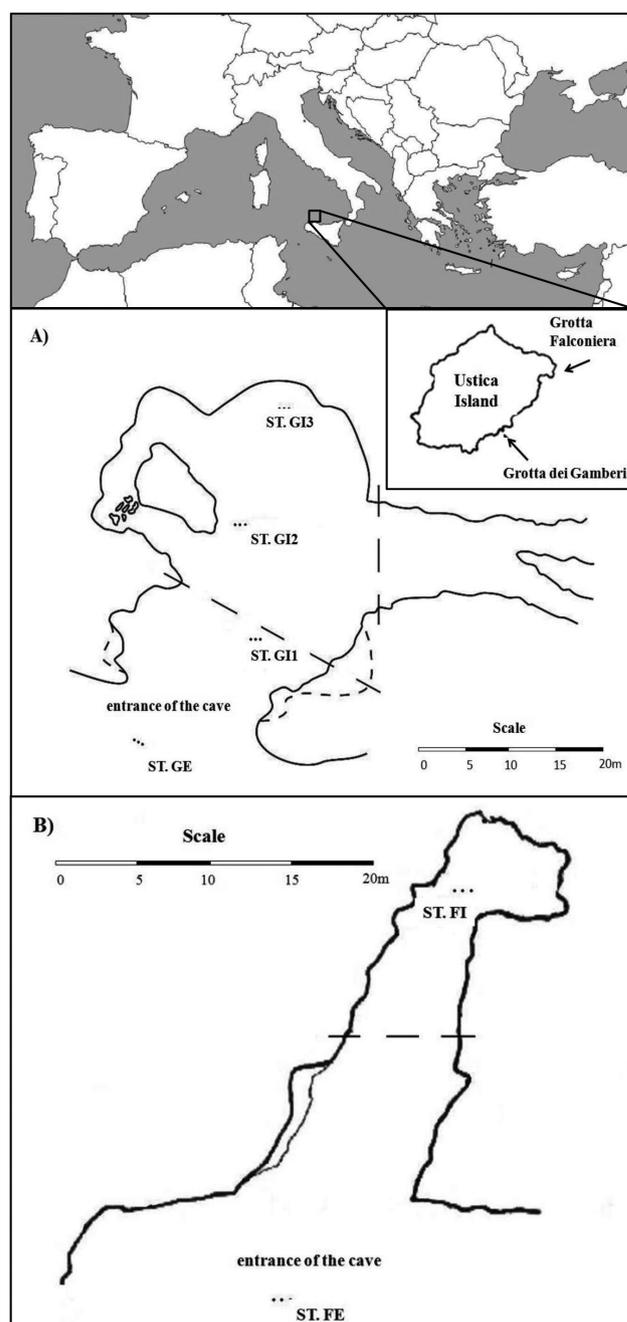 A)
Grotta
Falconiera
Ustica
Island
Grotta dei Gamberi
ST. GI3
ST. GI2
ST. GI1
entrance of the cave
ST. GE
Scale
0 5 10 15 20m
B)
Scale
0 5 10 15 20m
ST. FI
entrance of the cave
ST. FE